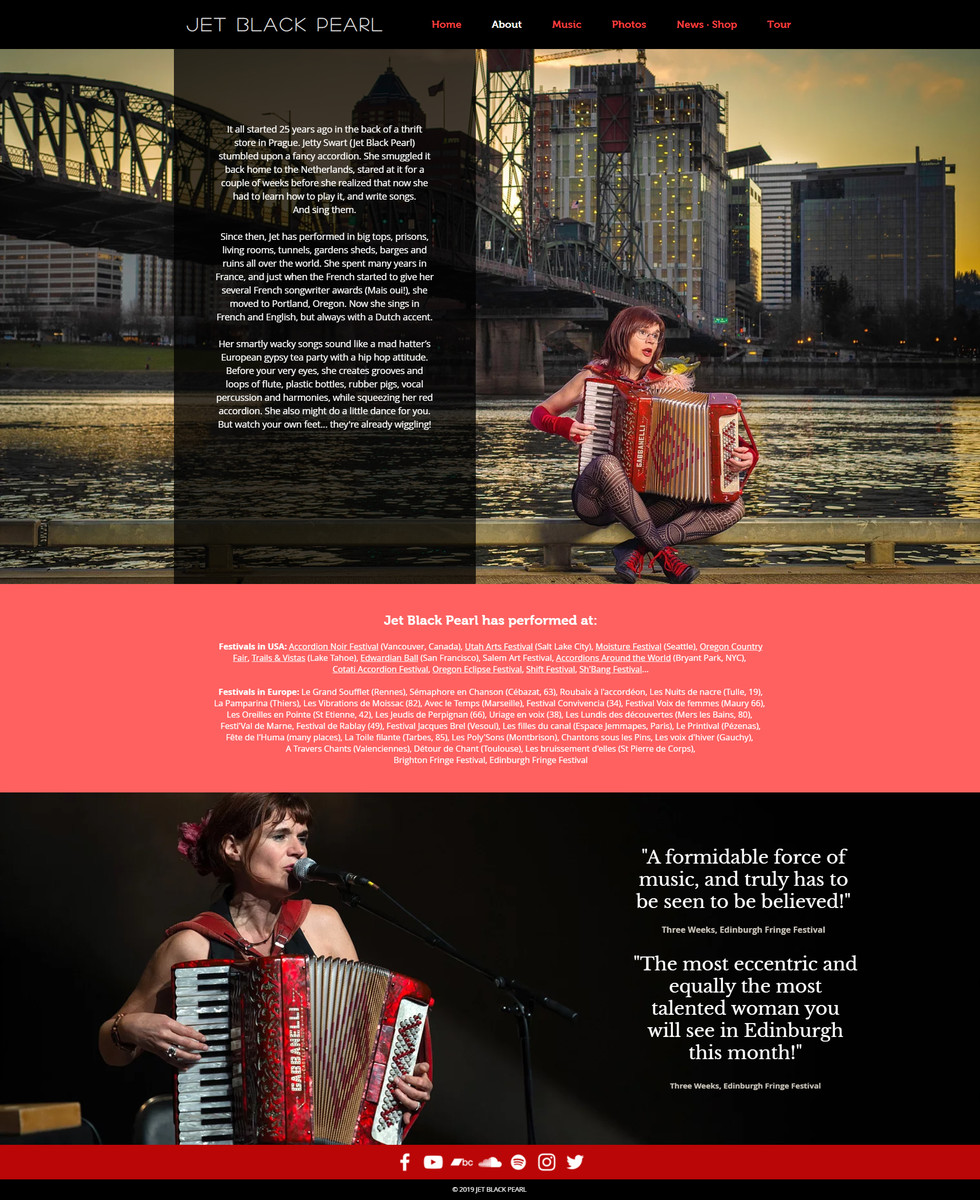 JET BLACK PEARL
Home About Music Photos News · Shop Tour
It all started 25 years ago in the back of a thrift
store in Prague. Jetty Swart (Jet Black Pearl)
stumbled upon a fancy accordion. She smuggled it
back home to the Netherlands, stared at it for a
couple of weeks before she realized that now she
had to learn how to play it, and write songs.
And sing them.
Since then, Jet has performed in big tops, prisons,
living rooms, tunnels, gardens sheds, barges and
ruins all over the world. She spent many years in
France, and just when the French started to give her
several French songwriter awards (Mais oui!), she
moved to Portland, Oregon. Now she sings in
French and English, but always with a Dutch accent.
Her smartly wacky songs sound like a mad hatter's
European gypsy tea party with a hip hop attitude.
Before your very eyes, she creates grooves and
loops of flute, plastic bottles, rubber pigs, vocal
percussion and harmonies, while squeezing her red
accordion. She also might do a little dance for you.
But watch your own feet... they're already wiggling!
GABBANELLI
Jet Black Pearl has performed at:
Festivals in USA: Accordion Noir Festival (Vancouver, Canada), Utah Arts Festival (Salt Lake City), Moisture Festival (Seattle), Oregon Country
Fair, Trails & Vistas (Lake Tahoe), Edwardian Ball (San Francisco), Salem Art Festival, Accordions Around the World (Bryant Park, NYC),
Cotati Accordion Festival, Oregon Eclipse Festival, Shift Festival, Sh'Bang Festival...
Festivals in Europe: Le Grand Soufflet (Rennes), Sémaphore en Chanson (Cébazat, 63), Roubaix à l'accordéon, Les Nuits de nacre (Tulle, 19),
La Pamparina (Thiers), Les Vibrations de Moissac (82), Avec le Temps (Marseille), Festival Convivencia (34), Festival Voix de femmes (Maury 66),
Les Oreilles en Pointe (St Etienne, 42), Les Jeudis de Perpignan (66), Uriage en voix (38), Les Lundis des découvertes (Mers les Bains, 80),
Festi'Val de Marne, Festival de Rablay (49), Festival Jacques Brel (Vesoul), Les filles du canal (Espace Jemmapes, Paris), Le Printival (Pézenas),
Fête de l'Huma (many places), La Toile filante (Tarbes, 85), Les Poly'Sons (Montbrison), Chantons sous les Pins, Les voix d'hiver (Gauchy),
A Travers Chants (Valenciennes), Détour de Chant (Toulouse), Les bruissement d'elles (St Pierre de Corps),
Brighton Fringe Festival, Edinburgh Fringe Festival
"A formidable force of
music, and truly has to
be seen to be believed!"
Three Weeks, Edinburgh Fringe Festival
"The most eccentric and
equally the most
talented woman you
will see in Edinburgh
this month!"
Three Weeks, Edinburgh Fringe Festival
GABBANELLI
bc
© 2019 JET BLACK PEARL